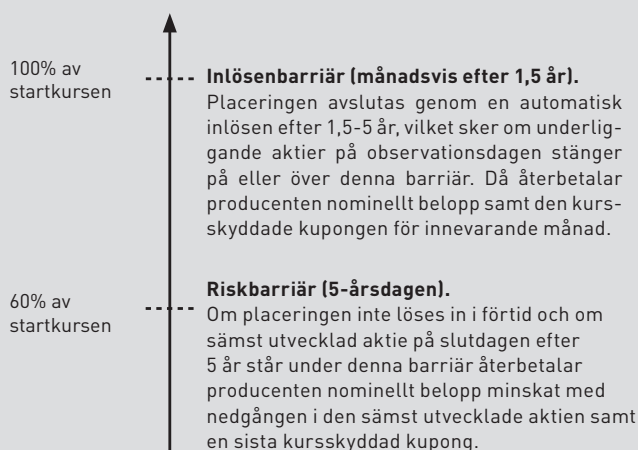 100% av
startkursen
Inlösenbarriär (månadsvis efter 1,5 år).
Placeringen avslutas genom en automatisk
inlösen efter 1,5-5 år, vilket sker om underlig-
gande aktier på observationsdagen stänger
på eller över denna barriär. Då återbetalar
producenten nominellt belopp samt den kurs-
skyddade kupongen för innevarande månad.
60% av
startkursen
Riskbarriär (5-årsdagen).
Om placeringen inte löses in i förtid och om
sämst utvecklad aktie på slutdagen efter
5 år står under denna barriär återbetalar
producenten nominellt belopp minskat med
nedgången i den sämst utvecklade aktien samt
en sista kursskyddad kupong.